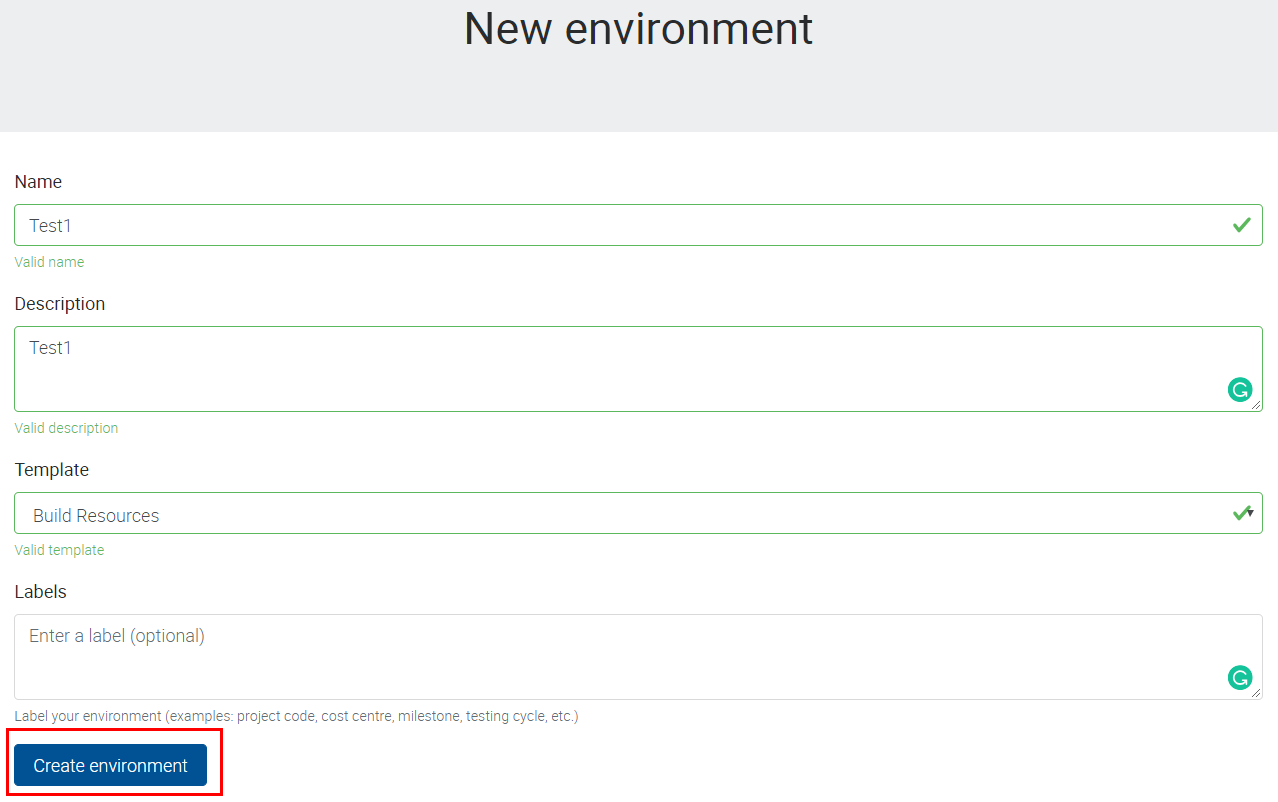 New environment
Name
Test1
Valid name
Description
Test1
Valid description
Template
Build Resources
Valid template
Labels
Enter a label (optional)
Label your environment (examples: project code, cost centre, milestone, testing cycle, etc.)
Create environment